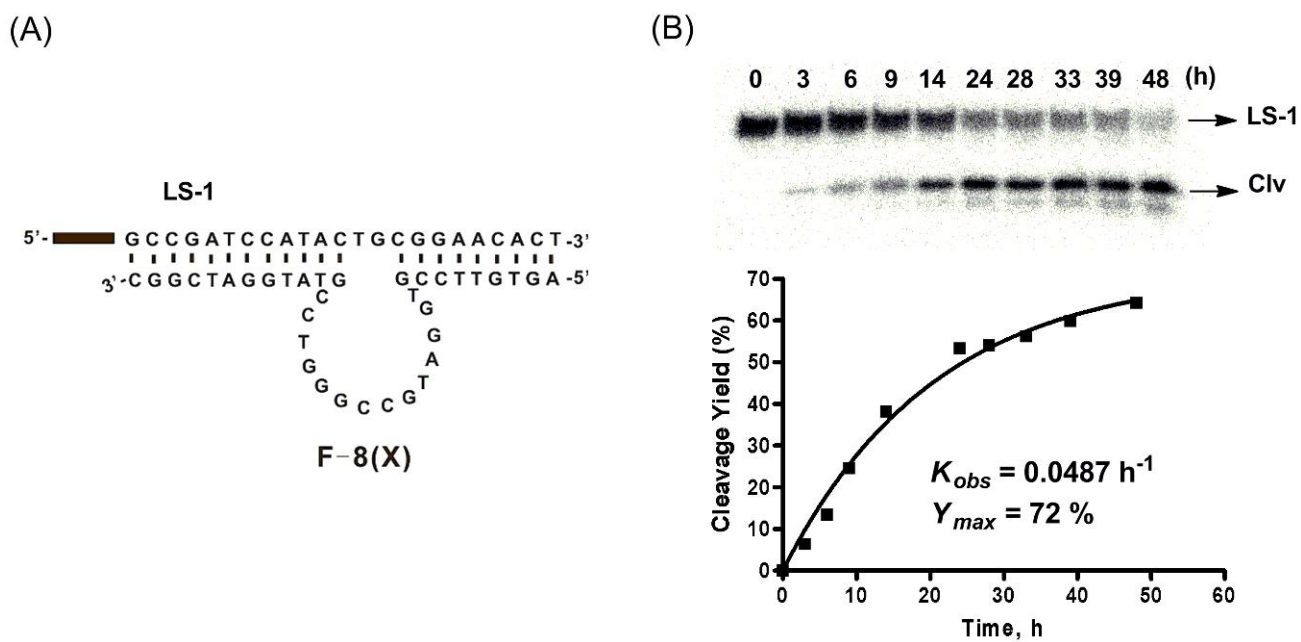 (A)
LS-1
5'- GCCGATCCATACTGCGGAACACT-3'
3'-CGGCTAGGTATG GCCTTGTGA-5'
CCTGGGCCGTAGGT
F-8(X)
(B)
0 3 6 9 14 24 28 33 39 48 (h)
LS-1
Clv
70
60
50
40
30
20
10
0
Cleavage Yield (%)
Kobs = 0.0487 h-1
Ymax = 72 %
0 10 20 30 40 50 60
Time, h